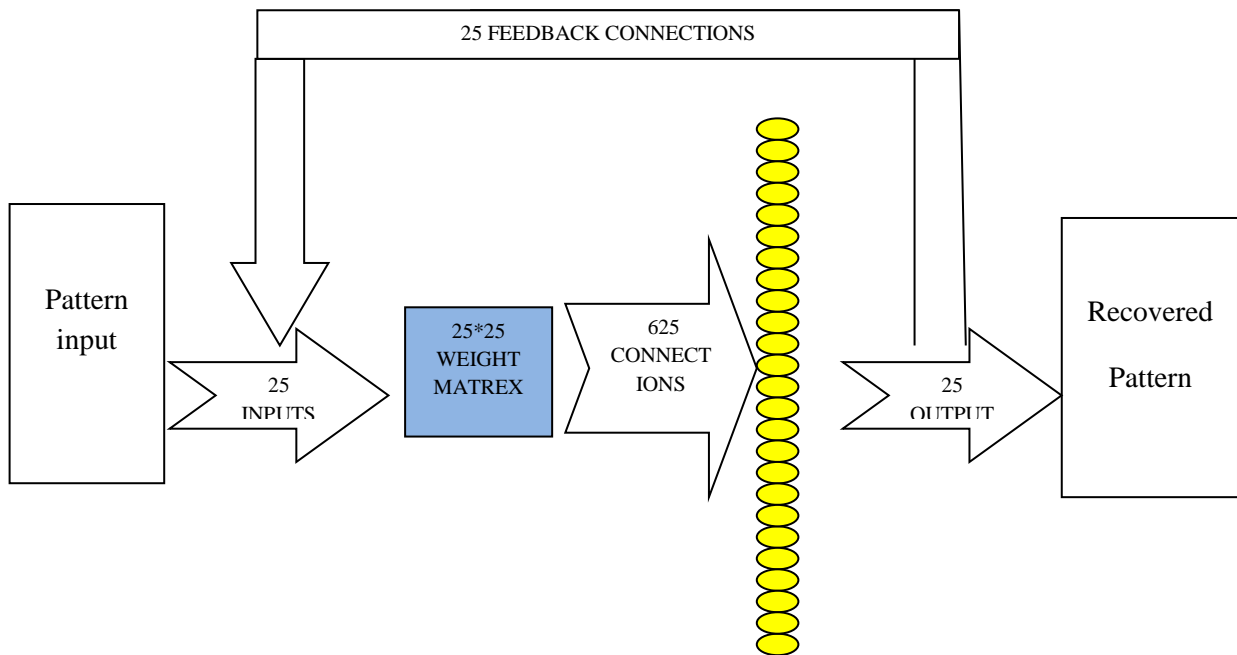 25 FEEDBACK CONNECTIONS
Pattern
input
25
INPUTS
25*25
WEIGHT
MATREX
625
CONNECT
IONS
25
OUTPUT
Recovered
Pattern